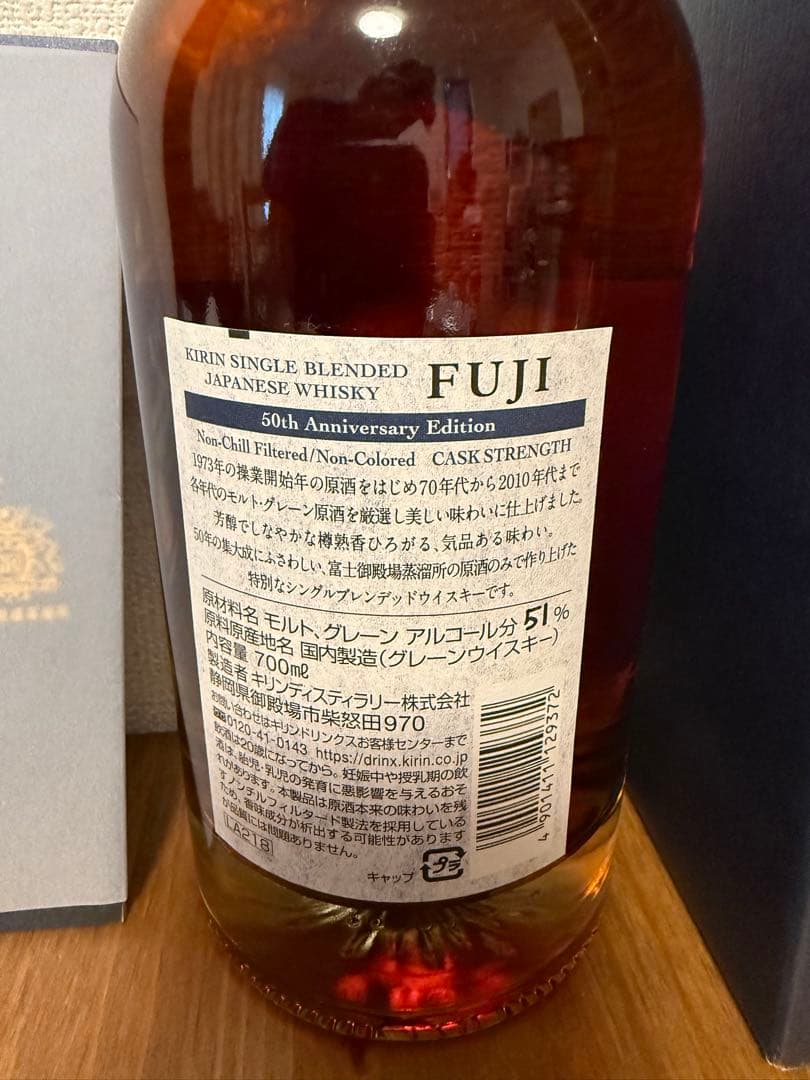 KIRIN SINGLE BLENDED
JAPANESE WHISKY
FUJI
50th Anniversary Edition
Non-Chill Filtered/Non-Colored CASK STRENGTH
1973年の操業開始年の原酒をはじめ70年代から2010年代まで
各年代のモルト・グレーン原酒を厳選し美しい味わいに仕上げました。
芳醇でしなやかな樽熟香ひろがる、気品ある味わい。
50年の集大成にふさわしい、富士御殿場蒸溜所の原酒のみで作り上げた
特別なシングルブレンデッドウイスキーです。
原材料名 モルト、グレーン アルコール分 51%
原料原産地名 国内製造(グレーンウイスキー)
内容量 700ml
製造者 キリンディスティラリー株式会社
静岡県御殿場市柴怒田970
お問い合わせはキリンドリンクスお客様センターまで
0120-41-0143 https://drinx.kirin.co.jp
飲酒は20歳になってから。妊娠中や授乳期の飲
酒は、胎児・乳児の発育に悪影響を与えるおそ
れがあります。本製品は原酒本来の味わいを残
すノンチルフィルタード製法を採用している
ため、香味成分が析出する可能性があります
が品質には問題ありません。
LA218
キャップ
プラ
4 901411 129372